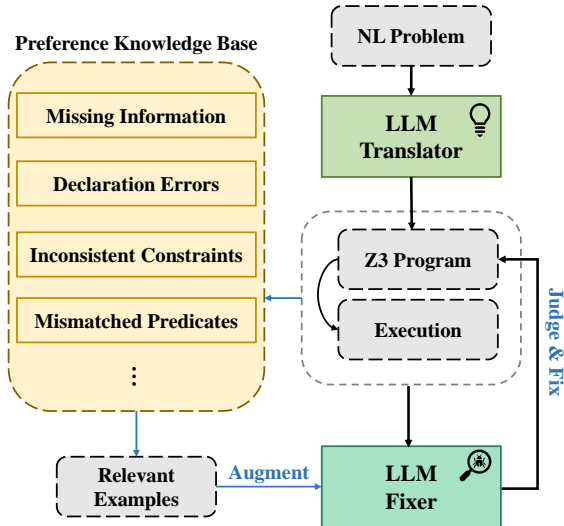 Preference Knowledge Base
Missing Information
Declaration Errors
Inconsistent Constraints
Mismatched Predicates
⋮
Relevant
Examples
Augment
NL Problem
LLM
Translator
Z3 Program
Execution
LLM
Fixer
Judge & Fix